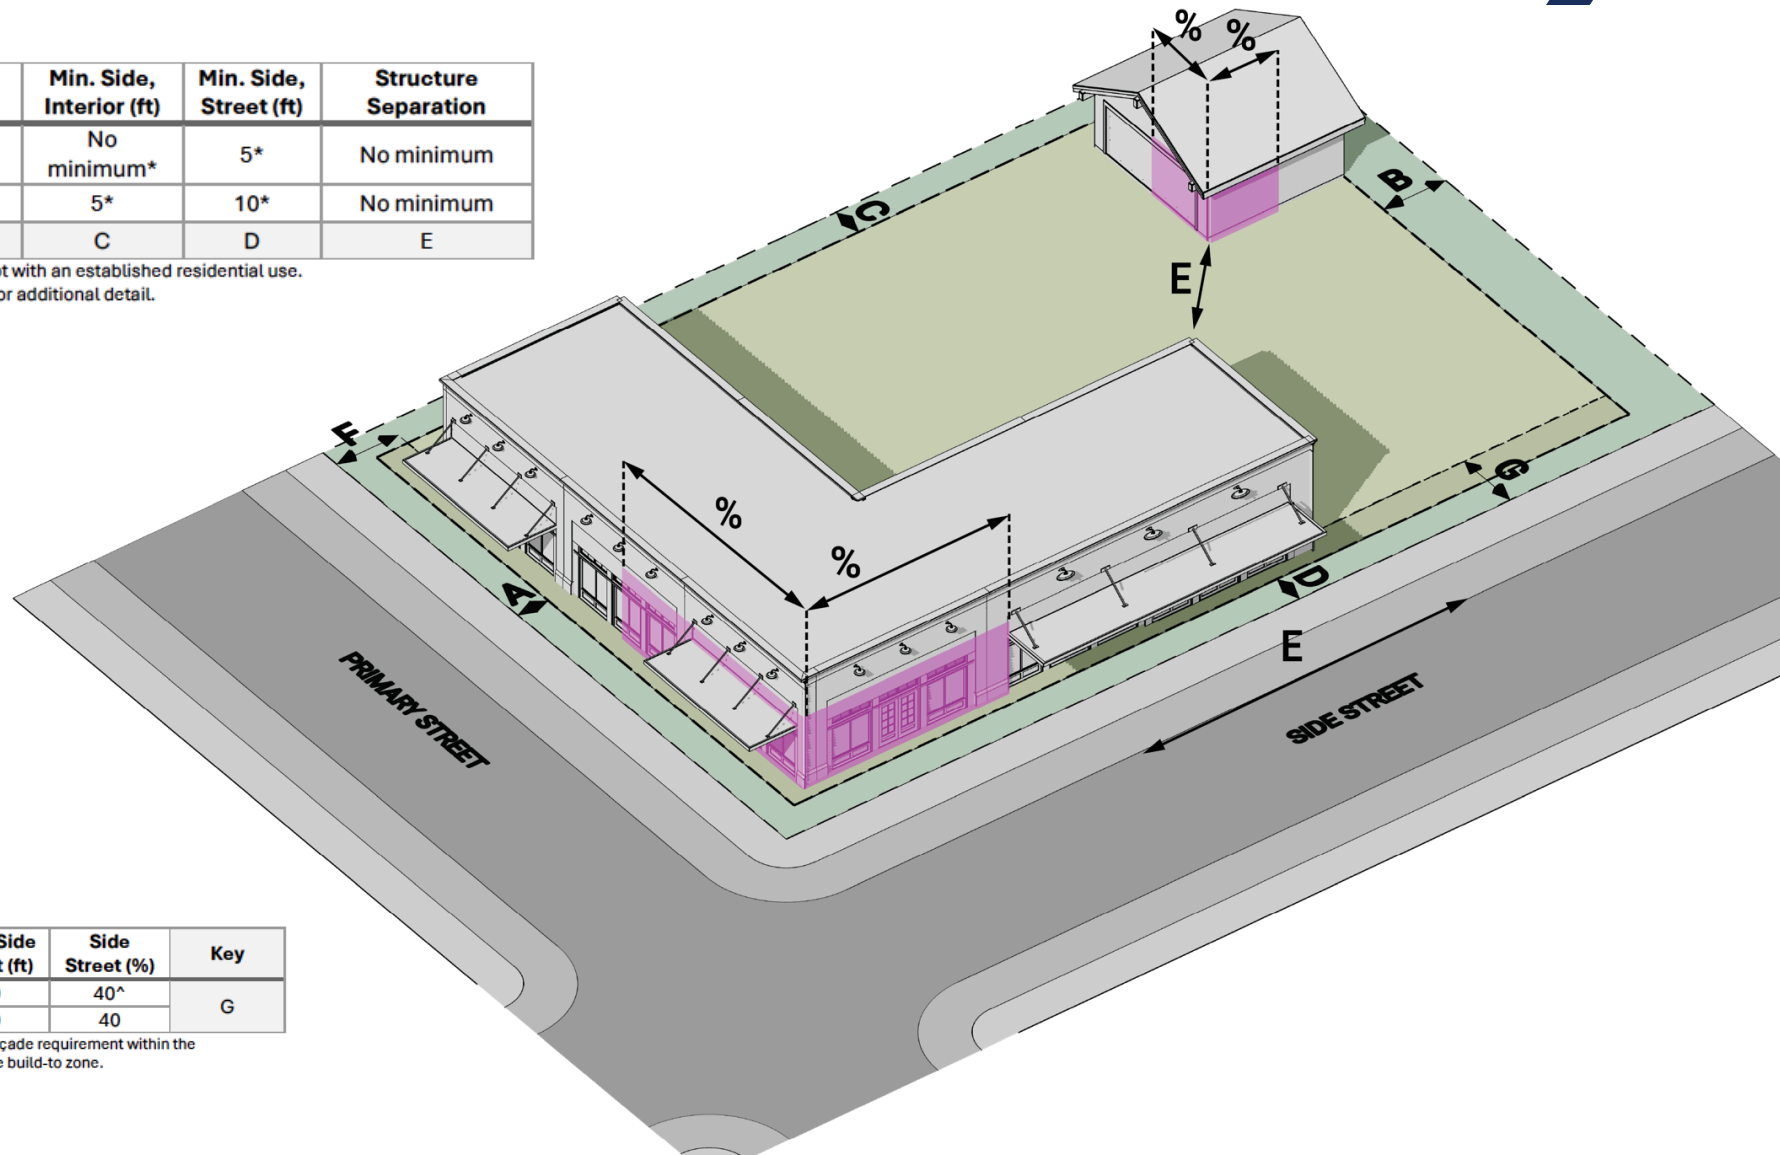 Min. Side,
Interior (ft)
Min. Side,
Street (ft)
Structure
Separation
No
minimum*
5*
No minimum
5*
10*
No minimum
C
D
E
with an established residential use.
or additional detail.
%
%
B
C
E
F
%
%
G
A
D
E
PRIMARY STREET
SIDE STREET
Side
(ft)
Side
Street (%)
Key
40^
G
40
requirement within the
build-to zone.